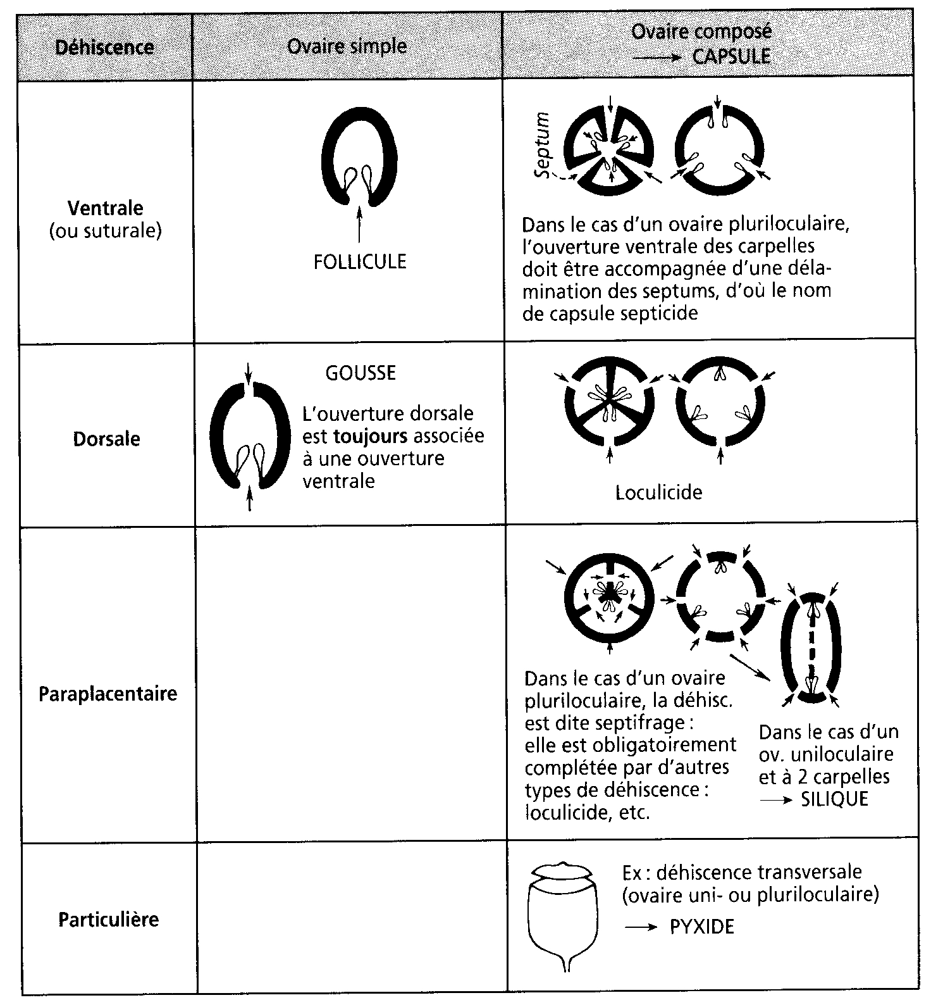 Déhiscence
Ovaire simple
Ovaire composé
→ CAPSULE
Ventrale
(ou suturale)
FOLLICULE
Septum
Dans le cas d'un ovaire pluriloculaire,
l'ouverture ventrale des carpelles
doit être accompagnée d'une déla-
mination des septums, d'où le nom
de capsule septicide
Dorsale
GOUSSE
L'ouverture dorsale
est toujours associée
à une ouverture
ventrale
Loculicide
Paraplacentaire
Dans le cas d'un ovaire
pluriloculaire, la déhisc.
est dite septifrage :
elle est obligatoirement
complétée par d'autres
types de déhiscence :
loculicide, etc.
Dans le cas d'un
ov. uniloculaire
et à 2 carpelles
→ SILIQUE
Particulière
Ex : déhiscence transversale
(ovaire uni- ou pluriloculaire)
→ PYXIDE